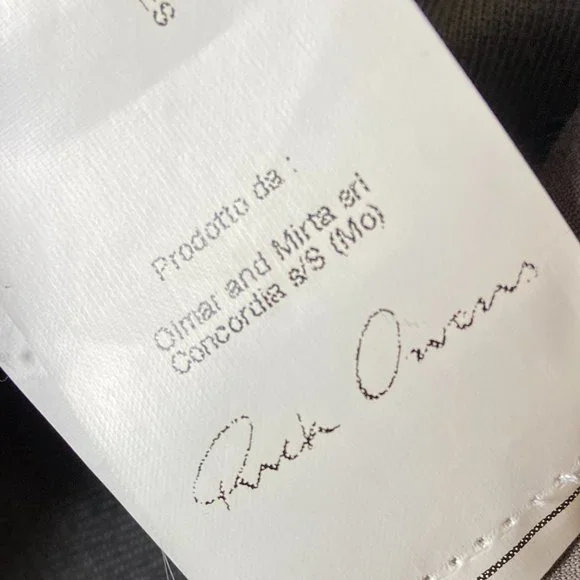 Prodotto da :
Olmar and Mirta srl
Concordia s/S (Mo)
Rick Owens